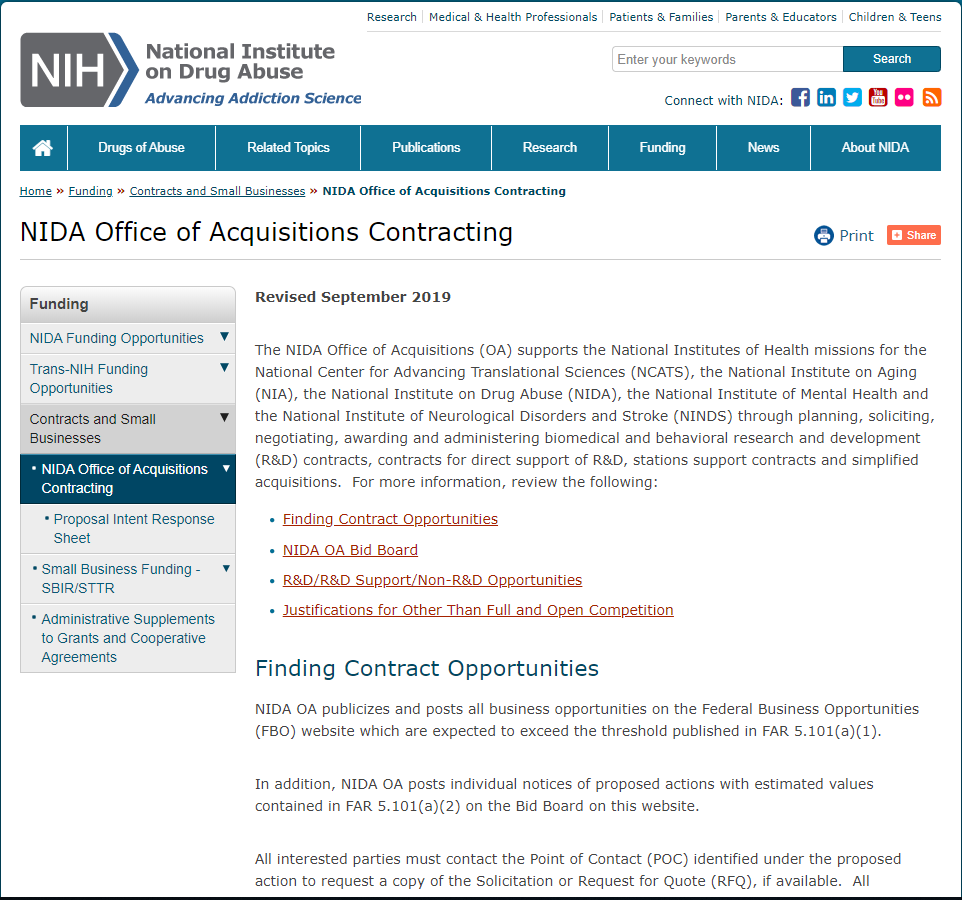 Research Medical & Health Professionals Patients & Families Parents & Educators Children & Teens
NIH
National Institute
on Drug Abuse
Advancing Addiction Science
Enter your keywords
Search
Connect with NIDA:
You
Tube
Drugs of Abuse
Related Topics
Publications
Research
Funding
News
About NIDA
Home » Funding » Contracts and Small Businesses » NIDA Office of Acquisitions Contracting
NIDA Office of Acquisitions Contracting
Print
Share
Funding
NIDA Funding Opportunities
Trans-NIH Funding
Opportunities
Contracts and Small
Businesses
NIDA Office of Acquisitions
Contracting
Proposal Intent Response
Sheet
Small Business Funding -
SBIR/STTR
Administrative Supplements
to Grants and Cooperative
Agreements
Revised September 2019
The NIDA Office of Acquisitions (OA) supports the National Institutes of Health missions for the
National Center for Advancing Translational Sciences (NCATS), the National Institute on Aging
(NIA), the National Institute on Drug Abuse (NIDA), the National Institute of Mental Health and
the National Institute of Neurological Disorders and Stroke (NINDS) through planning, soliciting,
negotiating, awarding and administering biomedical and behavioral research and development
(R&D) contracts, contracts for direct support of R&D, stations support contracts and simplified
acquisitions.  For more information, review the following:
Finding Contract Opportunities
NIDA OA Bid Board
R&D/R&D Support/Non-R&D Opportunities
Justifications for Other Than Full and Open Competition
Finding Contract Opportunities
NIDA OA publicizes and posts all business opportunities on the Federal Business Opportunities
(FBO) website which are expected to exceed the threshold published in FAR 5.101(a)(1).
In addition, NIDA OA posts individual notices of proposed actions with estimated values
contained in FAR 5.101(a)(2) on the Bid Board on this website.
All interested parties must contact the Point of Contact (POC) identified under the proposed
action to request a copy of the Solicitation or Request for Quote (RFQ), if available.  All